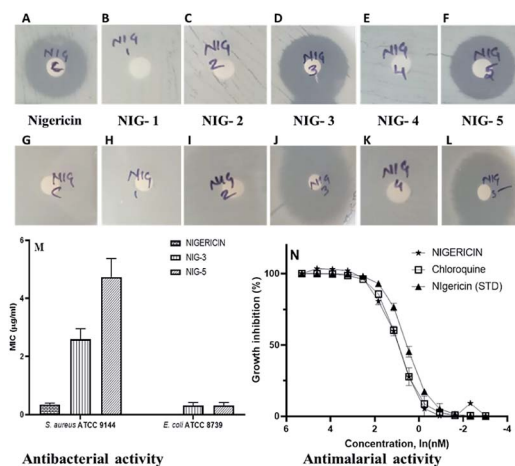 A B C D E F
NIG C
NIG 1
NIG 2
NIG 3
NIG 4
NIG 5
Nigericin NIG- 1 NIG- 2 NIG- 3 NIG- 4 NIG- 5
G H I J K L
NIG C
NIG 1
NIG 2
NIG 3
NIG 4
NIG 5
M
NIGERICIN
NIG-3
NIG-5
MIC (µg/ml)
6
4
2
0
S. aureus ATCC 9144 E. coli ATCC 8739
Antibacterial activity
N
NIGERICIN
Chloroquine
NIgericin (STD)
Growth inhibition (%)
100
75
50
25
0
6 4 2 0 -2 -4
Concentration, ln(nM)
Antimalarial activity